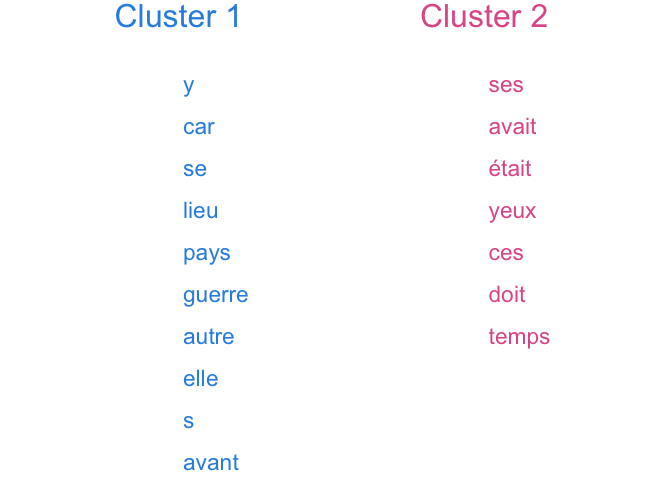 Cluster 1 Cluster 2
y ses
car avait
se était
lieu yeux
pays ces
guerre doit
autre temps
elle
s
avant